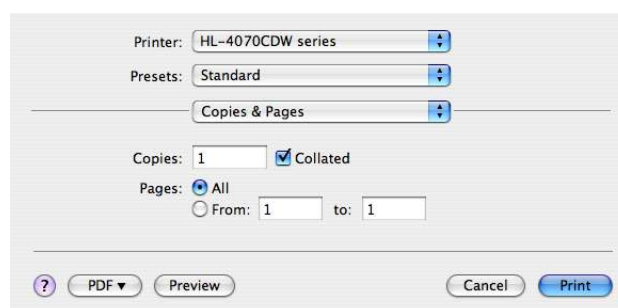 Printer: HL-4070CDW series
Presets: Standard
Copies & Pages
Copies: 1 Collated
Pages: All
From: 1 to: 1
? PDF ▼ Preview Cancel Print